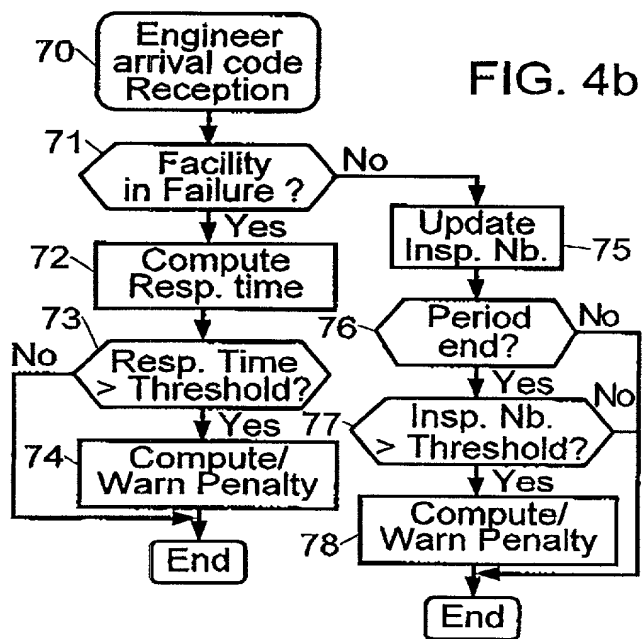 FIG. 4b
70
Engineer
arrival code
Reception
71
Facility
in Failure ?
No
Yes
72
Compute
Resp. time
73
No
Resp. Time
> Threshold?
Yes
74
Compute/
Warn Penalty
End
Update
Insp. Nb.
75
76
Period
end?
No
Yes
77
Insp. Nb.
> Threshold?
No
Yes
78
Compute/
Warn Penalty
End